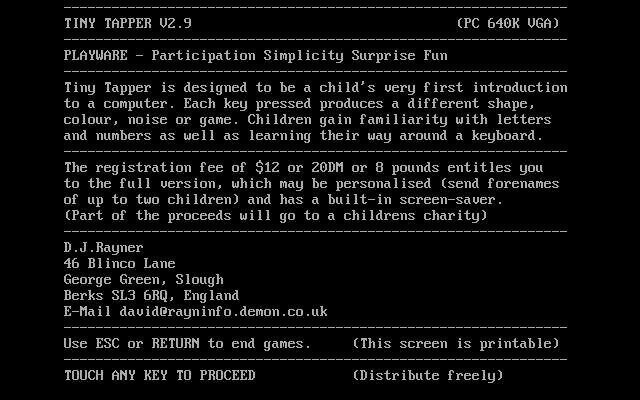 TINY TAPPER V2.9 (PC 640K VGA)
PLAYWARE - Participation Simplicity Surprise Fun
Tiny Tapper is designed to be a child's very first introduction
to a computer. Each key pressed produces a different shape,
colour, noise or game. Children gain familiarity with letters
and numbers as well as learning their way around a keyboard.
The registration fee of $12 or 20DM or 8 pounds entitles you
to the full version, which may be personalised (send forenames
of up to two children) and has a built-in screen-saver.
(Part of the proceeds will go to a childrens charity)
D.J.Rayner
46 Blinco Lane
George Green, Slough
Berks SL3 6RQ, England
E-Mail david@rayninfo.demon.co.uk
Use ESC or RETURN to end games. (This screen is printable)
TOUCH ANY KEY TO PROCEED (Distribute freely)